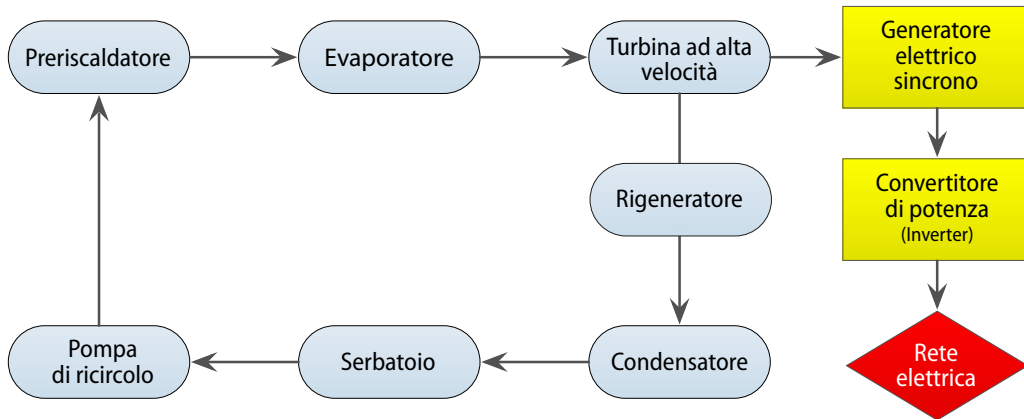 Preriscaldatore
Evaporatore
Turbina ad alta
velocità
Generatore
elettrico
sincrono
Rigeneratore
Convertitore
di potenza
(Inverter)
Pompa
di ricircolo
Serbatoio
Condensatore
Rete
elettrica